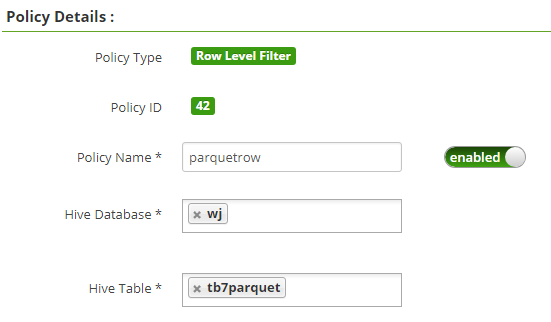 Policy Details :
Policy Type Row Level Filter
Policy ID 42
Policy Name * parquetrow enabled
Hive Database * × wj
Hive Table * × tb7parquet